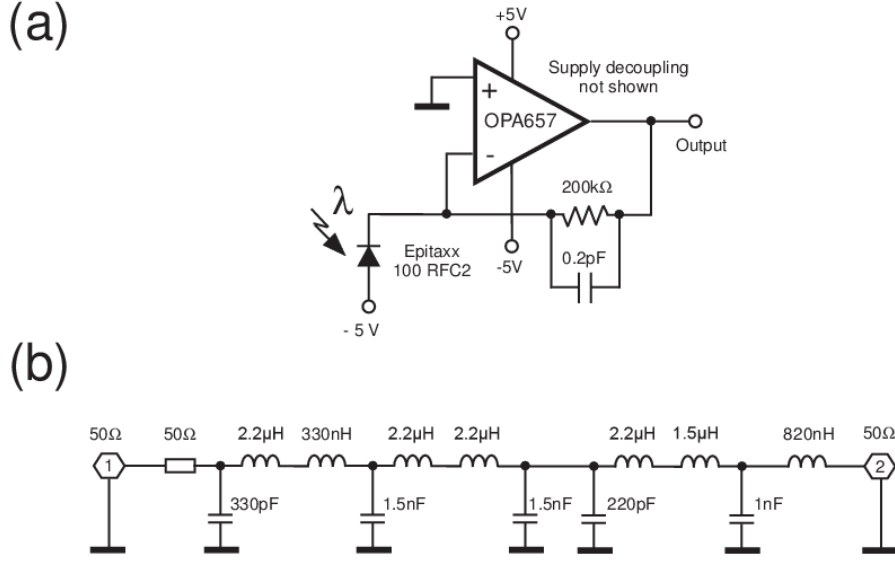 (a)
+5V
Supply decoupling
not shown
+
OPA657
-
Output
200kΩ
λ
Epitaxx
100 RFC2
-5V
0.2pF
- 5 V
(b)
50Ω 50Ω 2.2µH 330nH 2.2µH 2.2µH 2.2µH 1.5µH 820nH 50Ω
1 2
330pF 1.5nF 1.5nF 220pF 1nF